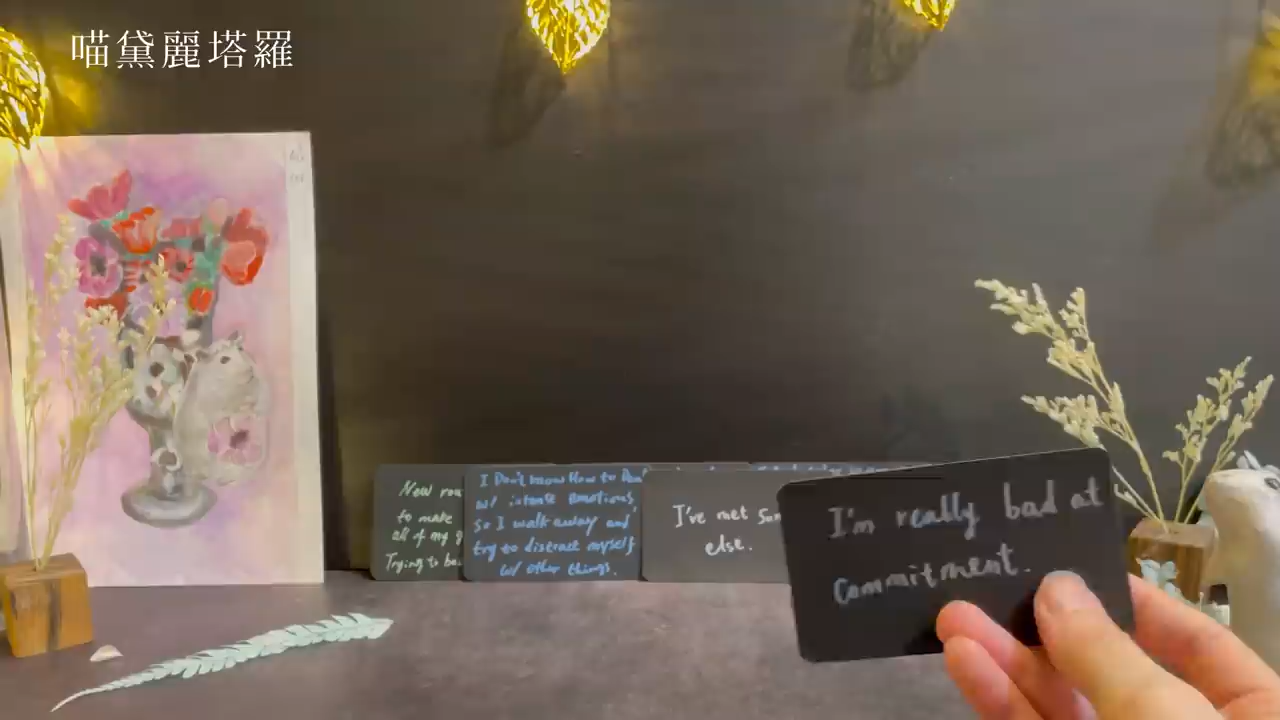 喵黛麗塔羅
New
to make
all of my
Trying to
I Don't know How to
w/ intense emotions
so I walk away and
try to distract myself
w/ other things.
I've met
else.
I'm really bad at
commitment.